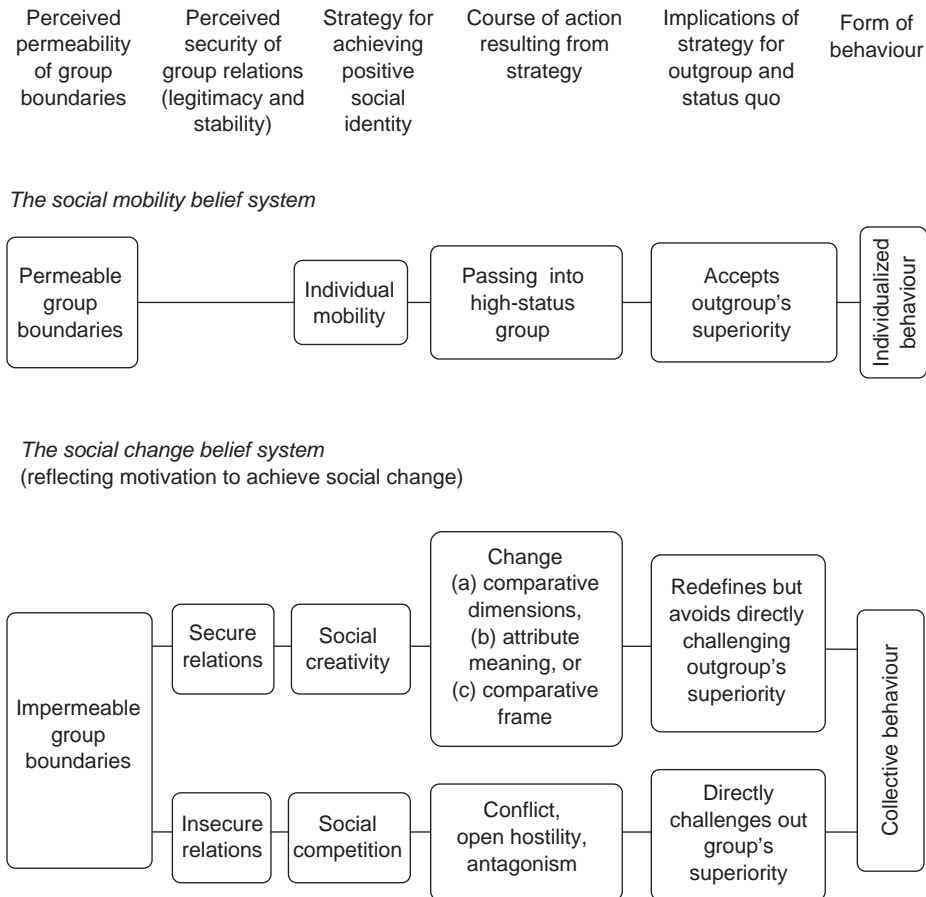 Perceived
permeability
of group
boundaries
Perceived
security of
group relations
(legitimacy and
stability)
Strategy for
achieving
positive
social
identity
Course of action
resulting from
strategy
Implications of
strategy for
outgroup and
status quo
Form of
behaviour
The social mobility belief system
Permeable
group
boundaries
Individual
mobility
Passing into
high-status
group
Accepts
outgroup's
superiority
Individualized
behaviour
The social change belief system
(reflecting motivation to achieve social change)
Impermeable
group
boundaries
Secure
relations
Social
creativity
Change
(a) comparative
dimensions,
(b) attribute
meaning, or
(c) comparative
frame
Redefines but
avoids directly
challenging
outgroup's
superiority
Insecure
relations
Social
competition
Conflict,
open hostility,
antagonism
Directly
challenges out
group's
superiority
Collective behaviour